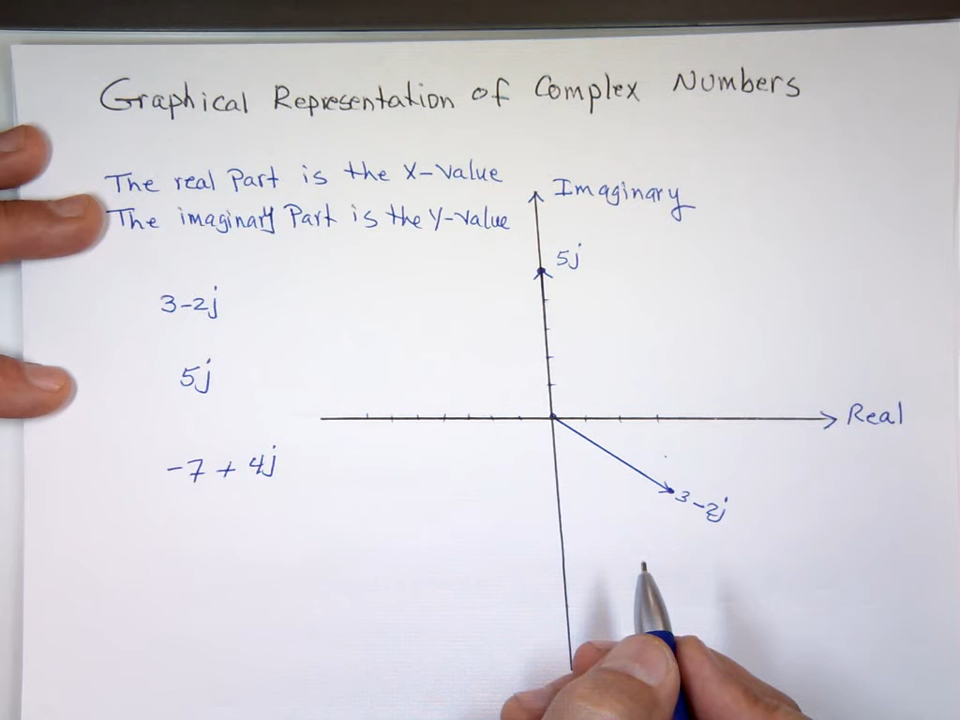 Graphical Representation of Complex Numbers
The real Part is the X-Value
The imaginary Part is the Y-Value
Imaginary
5j
3-2j
5j
Real
-7 + 4j
3-2j